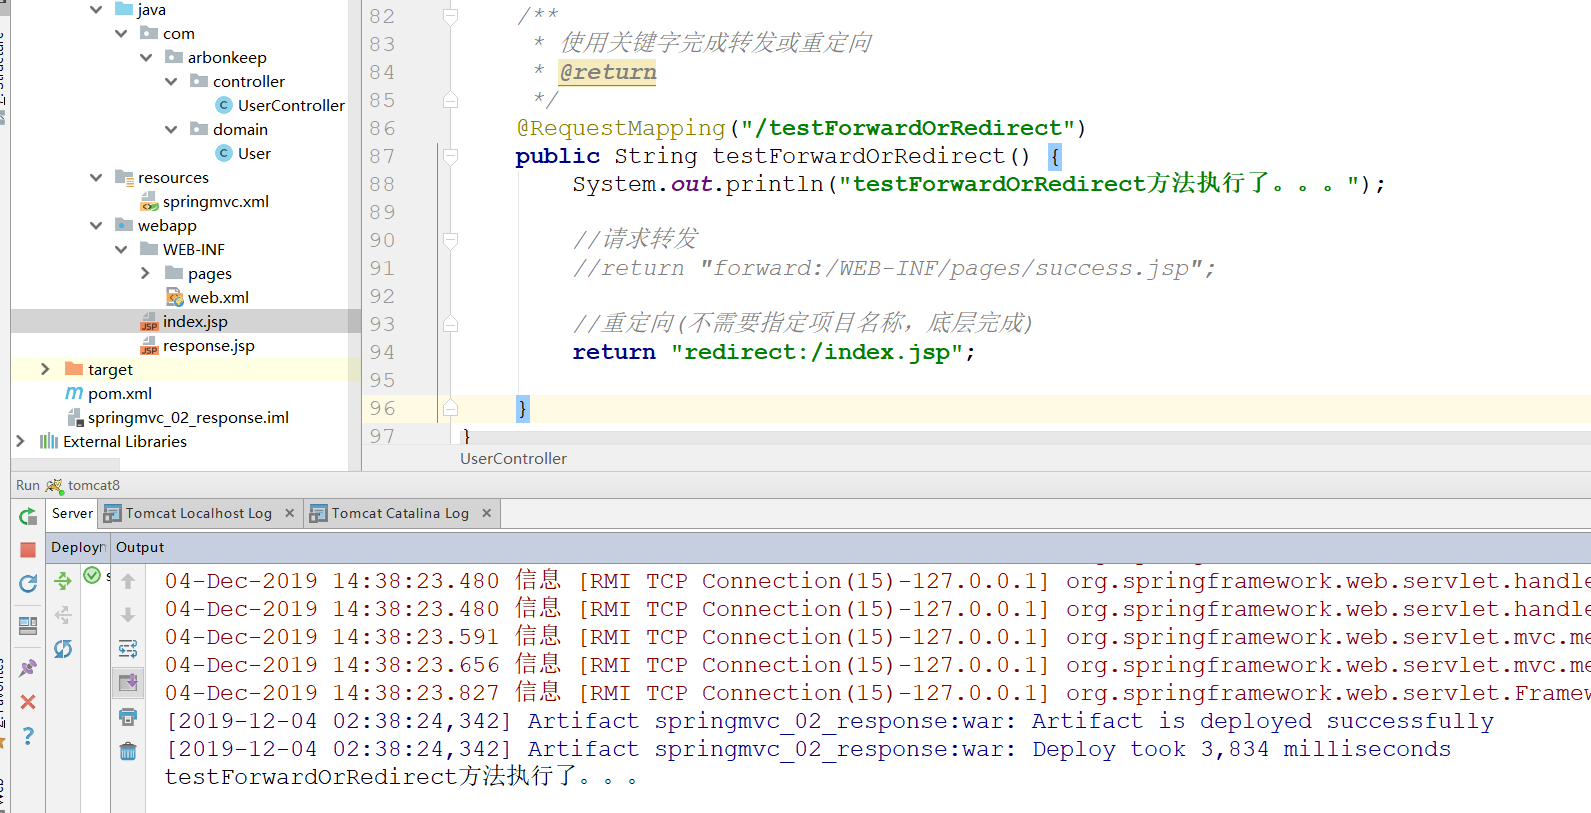 java
com
arbonkeep
controller
UserController
domain
User
resources
springmvc.xml
webapp
WEB-INF
pages
web.xml
index.jsp
response.jsp
target
pom.xml
springmvc_02_response.iml
External Libraries
82 /**
83 * 使用关键字完成转发或重定向
84 * @return
85 */
86 @RequestMapping("/testForwardOrRedirect")
87 public String testForwardOrRedirect() {
88 System.out.println("testForwardOrRedirect方法执行了。。。");
89
90 //请求转发
91 //return "forward:/WEB-INF/pages/success.jsp";
92
93 //重定向(不需要指定项目名称，底层完成)
94 return "redirect:/index.jsp";
95
96 }
97 }
UserController
Run tomcat8
Server Tomcat Localhost Log Tomcat Catalina Log
Output
04-Dec-2019 14:38:23.480 信息 [RMI TCP Connection(15)-127.0.0.1] org.springframework.web.servlet.handle
04-Dec-2019 14:38:23.480 信息 [RMI TCP Connection(15)-127.0.0.1] org.springframework.web.servlet.handle
04-Dec-2019 14:38:23.591 信息 [RMI TCP Connection(15)-127.0.0.1] org.springframework.web.servlet.mvc.me
04-Dec-2019 14:38:23.656 信息 [RMI TCP Connection(15)-127.0.0.1] org.springframework.web.servlet.mvc.me
04-Dec-2019 14:38:23.827 信息 [RMI TCP Connection(15)-127.0.0.1] org.springframework.web.servlet.Framew
[2019-12-04 02:38:24,342] Artifact springmvc_02_response:war: Artifact is deployed successfully
[2019-12-04 02:38:24,342] Artifact springmvc_02_response:war: Deploy took 3,834 milliseconds
testForwardOrRedirect方法执行了。。。